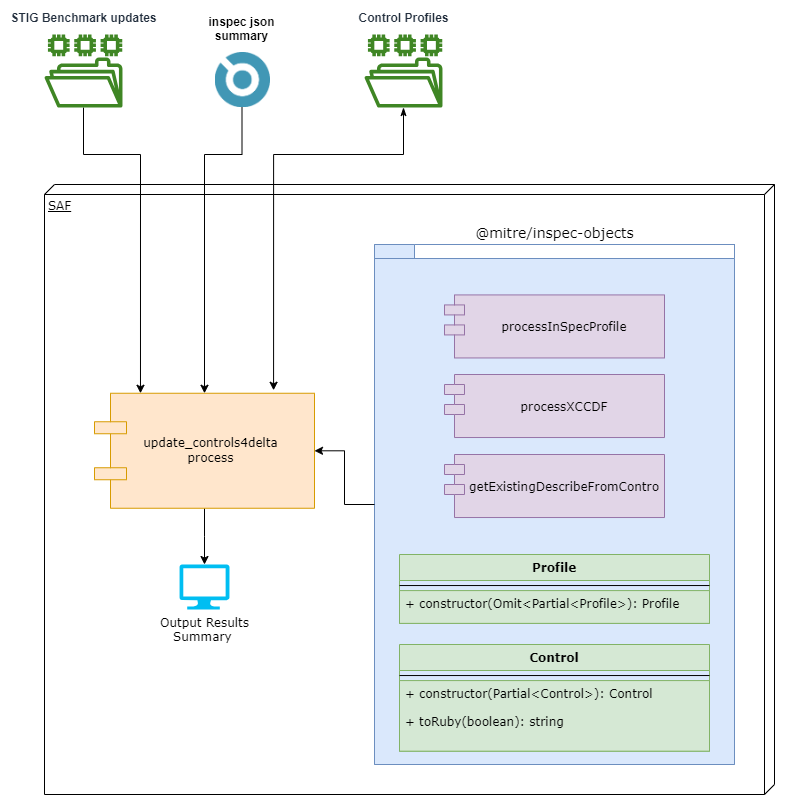 STIG Benchmark updates
inspec json
summary
Control Profiles
SAF
@mitre/inspec-objects
processInSpecProfile
processXCCDF
getExistingDescribeFromContro
update_controls4delta
process
Output Results
Summary
Profile
+ constructor(Omit<Partial<Profile>): Profile
Control
+ constructor(Partial<Control>): Control
+ toRuby(boolean): string